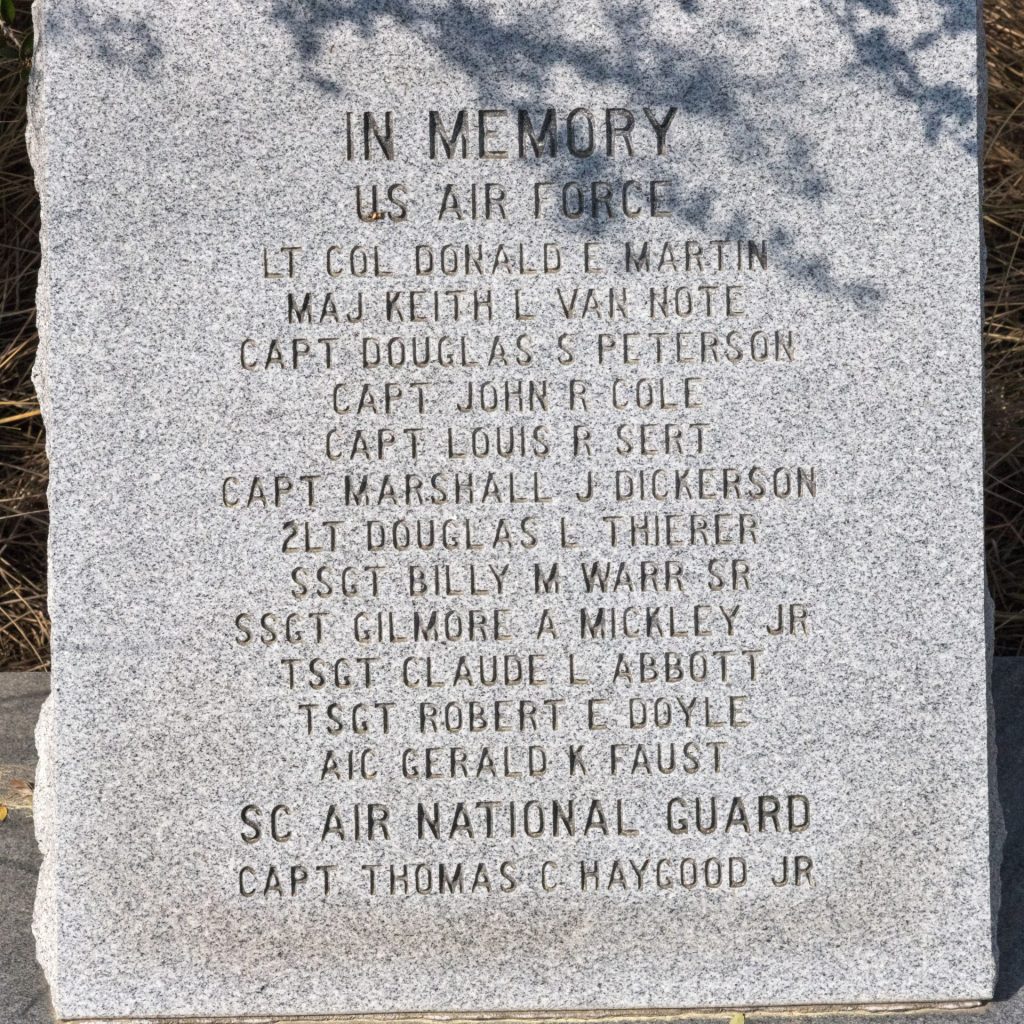 IN MEMORY
US AIR FORCE
LT COL DONALD E MARTIN
MAJ KEITH L VAN NOTE
CAPT DOUGLAS S PETERSON
CAPT JOHN R COLE
CAPT LOUIS R SERT
CAPT MARSHALL J DICKERSON
2LT DOUGLAS L THIERER
SSGT BILLY M WARR SR
SSGT GILMORE A MICKLEY JR
TSGT CLAUDE L ABBOTT
TSGT ROBERT E DOYLE
A1C GERALD K FAUST
SC AIR NATIONAL GUARD
CAPT THOMAS C HAYGOOD JR